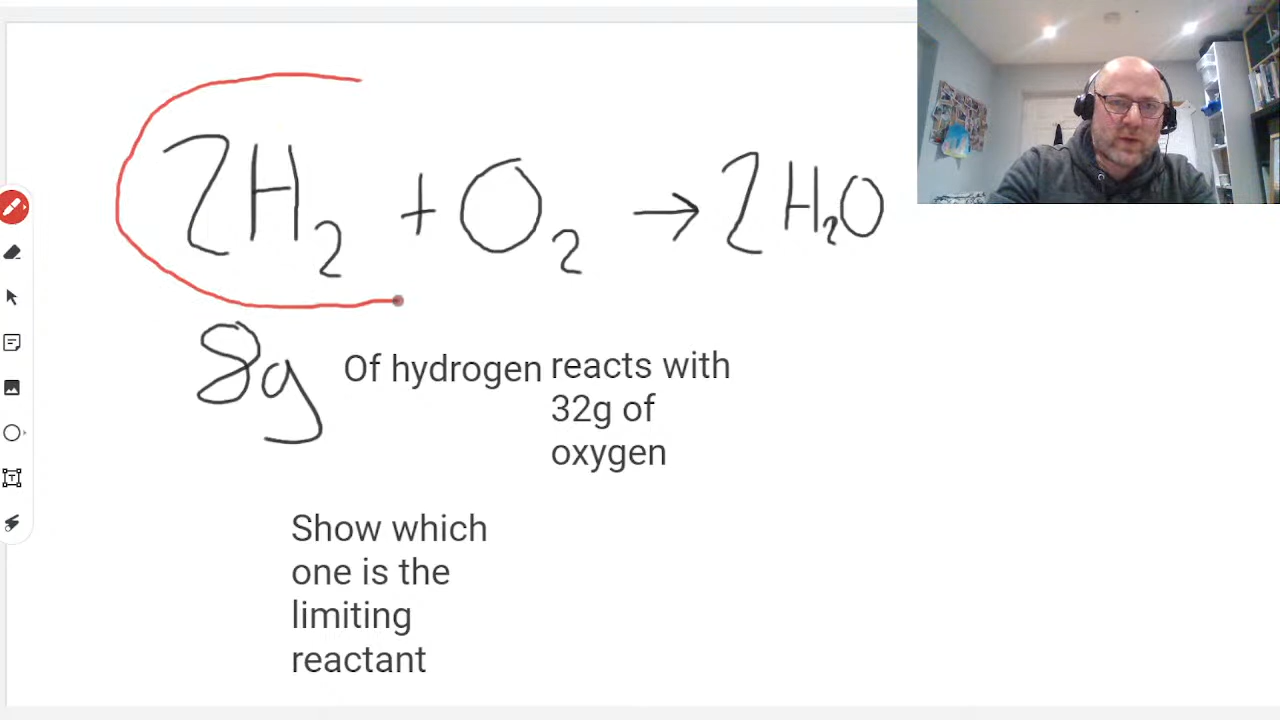 2H₂ + O₂ → 2H₂O
8g Of hydrogen reacts with
32g of
oxygen
Show which
one is the
limiting
reactant